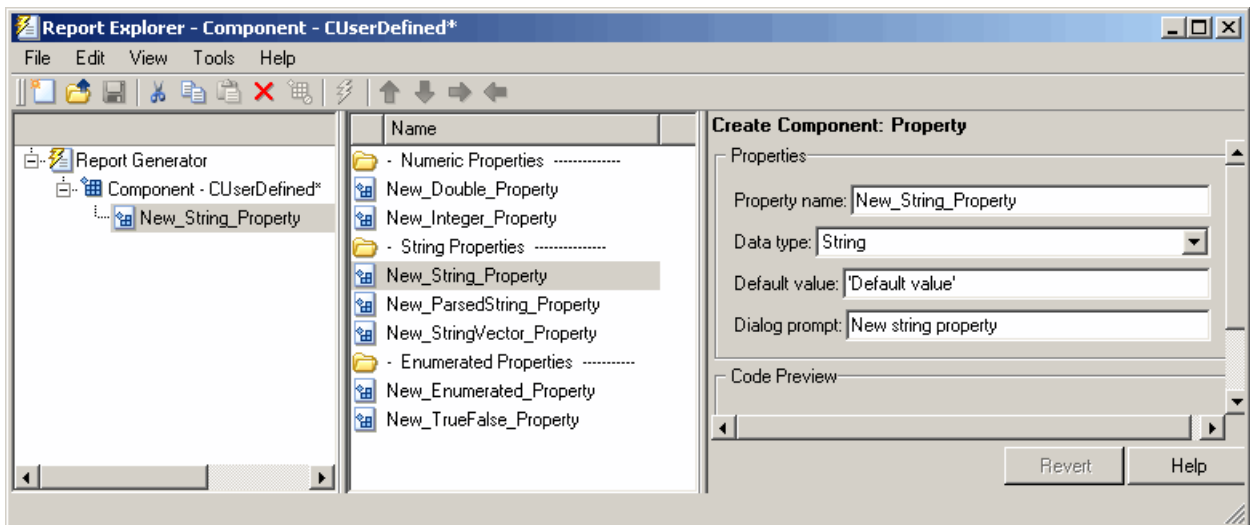 Report Explorer - Component - CUserDefined*
File Edit View Tools Help
Report Generator
Component - CUserDefined*
New_String_Property
Name
- Numeric Properties --------------
New_Double_Property
New_Integer_Property
- String Properties ---------------
New_String_Property
New_ParsedString_Property
New_StringVector_Property
- Enumerated Properties -----------
New_Enumerated_Property
New_TrueFalse_Property
Create Component: Property
Properties
Property name: New_String_Property
Data type: String
Default value: 'Default value'
Dialog prompt: New string property
Code Preview
Revert Help